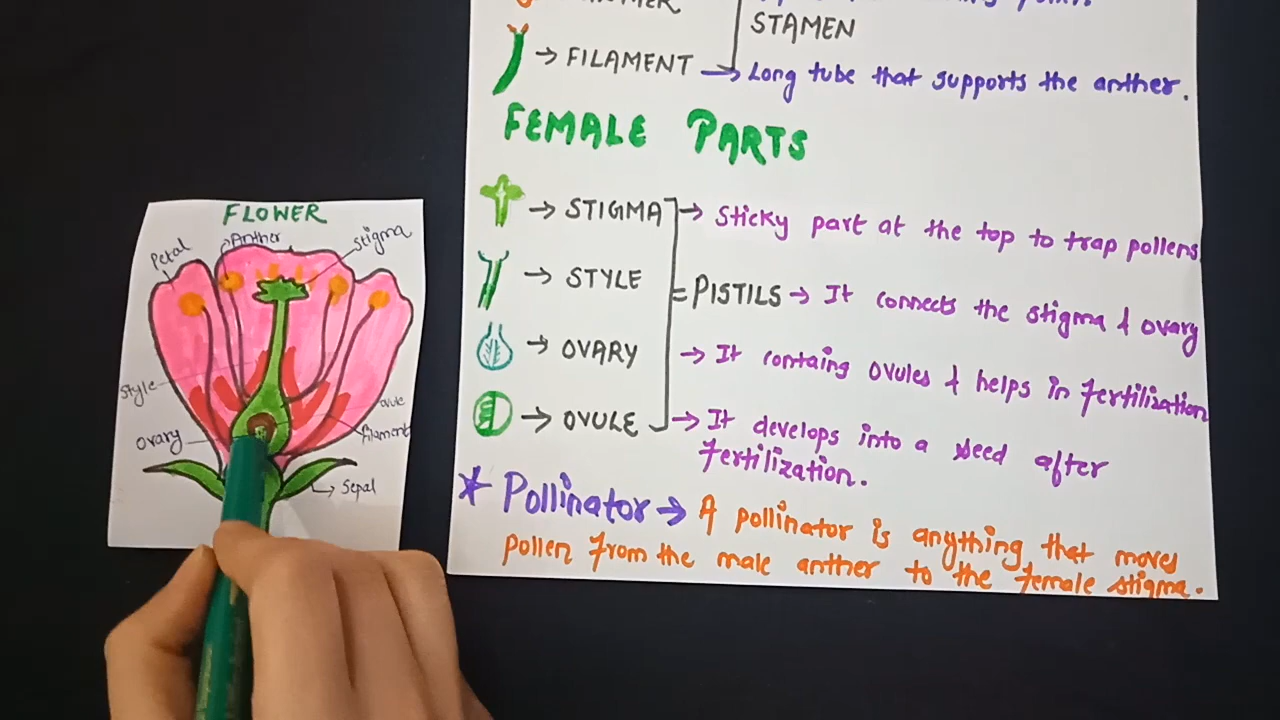 STAMEN
→ FILAMENT → Long tube that supports the anther.
FEMALE PARTS
→ STIGMA → Sticky part at the top to trap pollens
→ STYLE = PISTILS → It connects the stigma & ovary
→ OVARY → It containg ovules & helps in fertilization
→ OVULE → It develops into a seed after
fertilization.
* Pollinator → A pollinator is anything that moves
pollen from the male anther to the female stigma.
FLOWER
Petal
Anther
stigma
style
ovary
filament
→ Sepal